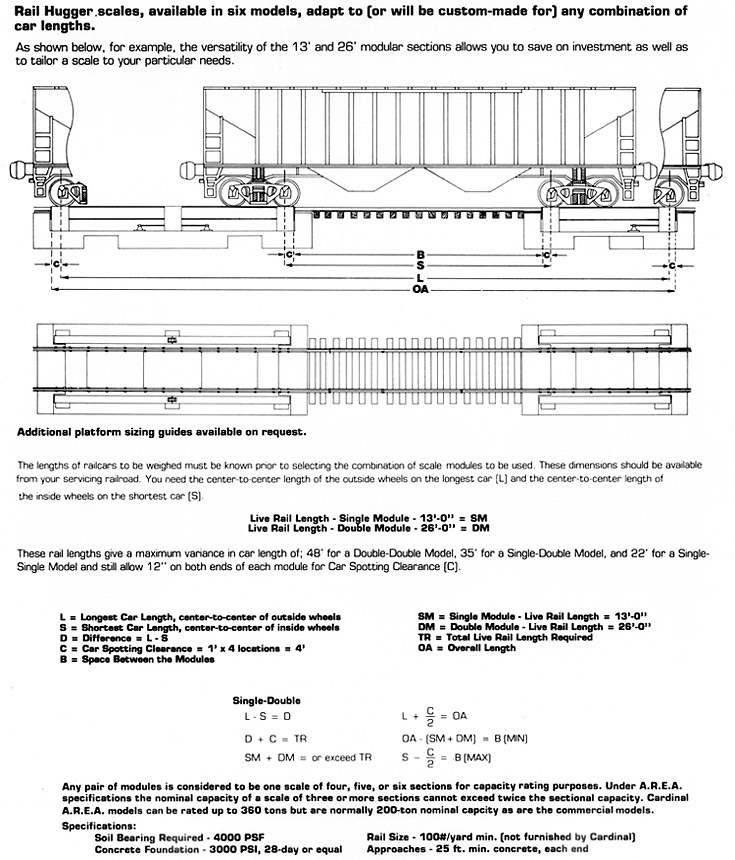 Rail Hugger scales, available in six models, adapt to (or will be custom-made for) any combination of
car lengths.
As shown below, for example, the versatility of the 13' and 26' modular sections allows you to save on investment as well as
to tailor a scale to your particular needs.
C
C
B
C
C
S
L
OA
Additional platform sizing guides available on request.
The lengths of railcars to be weighed must be known prior to selecting the combination of scale modules to be used. These dimensions should be available
from your servicing railroad. You need the center-to-center length of the outside wheels on the longest car (L) and the center-to-center length of
the inside wheels on the shortest car (S).
Live Rail Length - Single Module - 13'-0" = SM
Live Rail Length - Double Module - 26'-0" = DM
These rail lengths give a maximum variance in car length of; 48' for a Double-Double Model, 35' for a Single-Double Model, and 22' for a Single-
Single Model and still allow 12" on both ends of each module for Car Spotting Clearance (C).
L = Longest Car Length, center-to-center of outside wheels
S = Shortest Car Length, center-to-center of inside wheels
D = Difference = L - S
C = Car Spotting Clearance = 1' x 4 locations = 4'
B = Space Between the Modules
SM = Single Module - Live Rail Length = 13'-0"
DM = Double Module - Live Rail Length = 26'-0"
TR = Total Live Rail Length Required
OA = Overall Length
Single-Double
L - S = D
D + C = TR
SM + DM = or exceed TR
L + C/2 = OA
OA - (SM + DM) = B (MIN)
S - C/2 = B (MAX)
Any pair of modules is considered to be one scale of four, five, or six sections for capacity rating purposes. Under A.R.E.A.
specifications the nominal capacity of a scale of three or more sections cannot exceed twice the sectional capacity. Cardinal
A.R.E.A. models can be rated up to 360 tons but are normally 200-ton nominal capcity as are the commercial models.
Specifications:
Soil Bearing Required - 4000 PSF
Concrete Foundation - 3000 PSI, 28-day or equal
Rail Size - 100#/yard min. (not furnished by Cardinal)
Approaches - 25 ft. min. concrete, each end